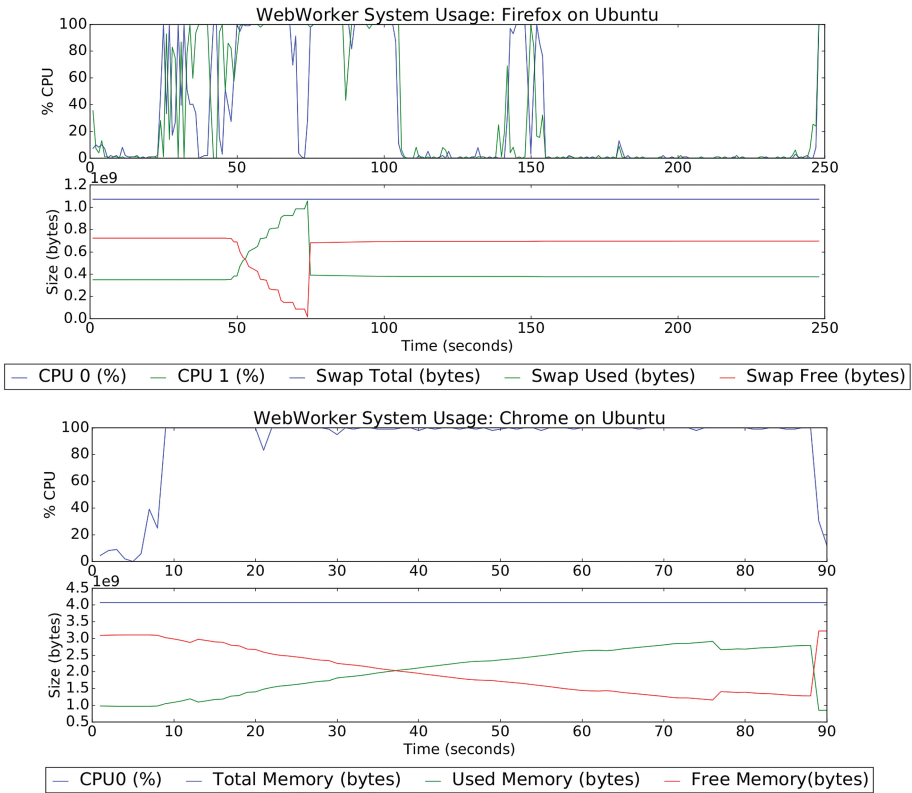 WebWorker System Usage: Firefox on Ubuntu
100
80
60
40
20
0
% CPU
0 50 100 150 200 250
1e9
1.2
1.0
0.8
0.6
0.4
0.2
0.0
Size (bytes)
0 50 100 150 200 250
Time (seconds)
CPU 0 (%) CPU 1 (%) Swap Total (bytes) Swap Used (bytes) Swap Free (bytes)
WebWorker System Usage: Chrome on Ubuntu
100
80
60
40
20
0
% CPU
0 10 20 30 40 50 60 70 80 90
1e9
4.5
4.0
3.5
3.0
2.5
2.0
1.5
1.0
0.5
Size (bytes)
0 10 20 30 40 50 60 70 80 90
Time (seconds)
CPU0 (%) Total Memory (bytes) Used Memory (bytes) Free Memory(bytes)